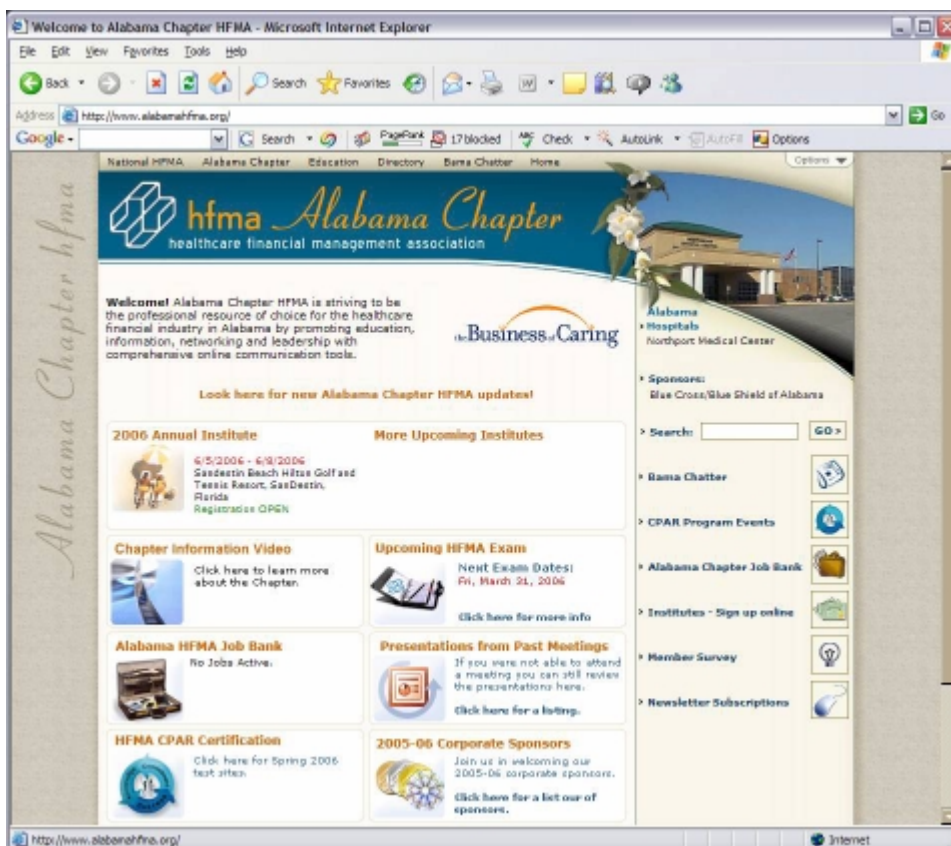 Welcome to Alabama Chapter HFMA - Microsoft Internet Explorer
File Edit View Favorites Tools Help
Back Search Favorites
Address http://www.alabamahfma.org/ Go
Google Search PageRank 17 blocked Check AutoLink AutoFill Options
National HFMA Alabama Chapter Education Directory Bama Chatter Home Options
Alabama Chapter hfma
hfma Alabama Chapter
healthcare financial management association
Welcome! Alabama Chapter HFMA is striving to be
the professional resource of choice for the healthcare
financial industry in Alabama by promoting education,
information, networking and leadership with
comprehensive online communication tools.
the Business of Caring
Look here for new Alabama Chapter HFMA updates!
2006 Annual Institute
6/5/2006 - 6/8/2006
Sandestin Beach Hilton Golf and
Tennis Resort, SanDestin,
Florida
Registration OPEN
More Upcoming Institutes
Chapter Information Video
Click here to learn more
about the Chapter.
Upcoming HFMA Exam
Next Exam Dates:
Fri, March 31, 2006
Click here for more info
Alabama HFMA Job Bank
No Jobs Active.
Presentations from Past Meetings
If you were not able to attend
a meeting you can still review
the presentations here.
Click here for a listing.
HFMA CPAR Certification
Click here for Spring 2006
test sites.
2005-06 Corporate Sponsors
Join us in welcoming our
2005-06 corporate sponsors.
Click here for a list our of
sponsors.
Alabama
› Hospitals
Northport Medical Center
› Sponsors:
Blue Cross/Blue Shield of Alabama
› Search: GO >
› Bama Chatter
› CPAR Program Events
› Alabama Chapter Job Bank
› Institutes - Sign up online
› Member Survey
› Newsletter Subscriptions
http://www.alabamahfma.org/ Internet